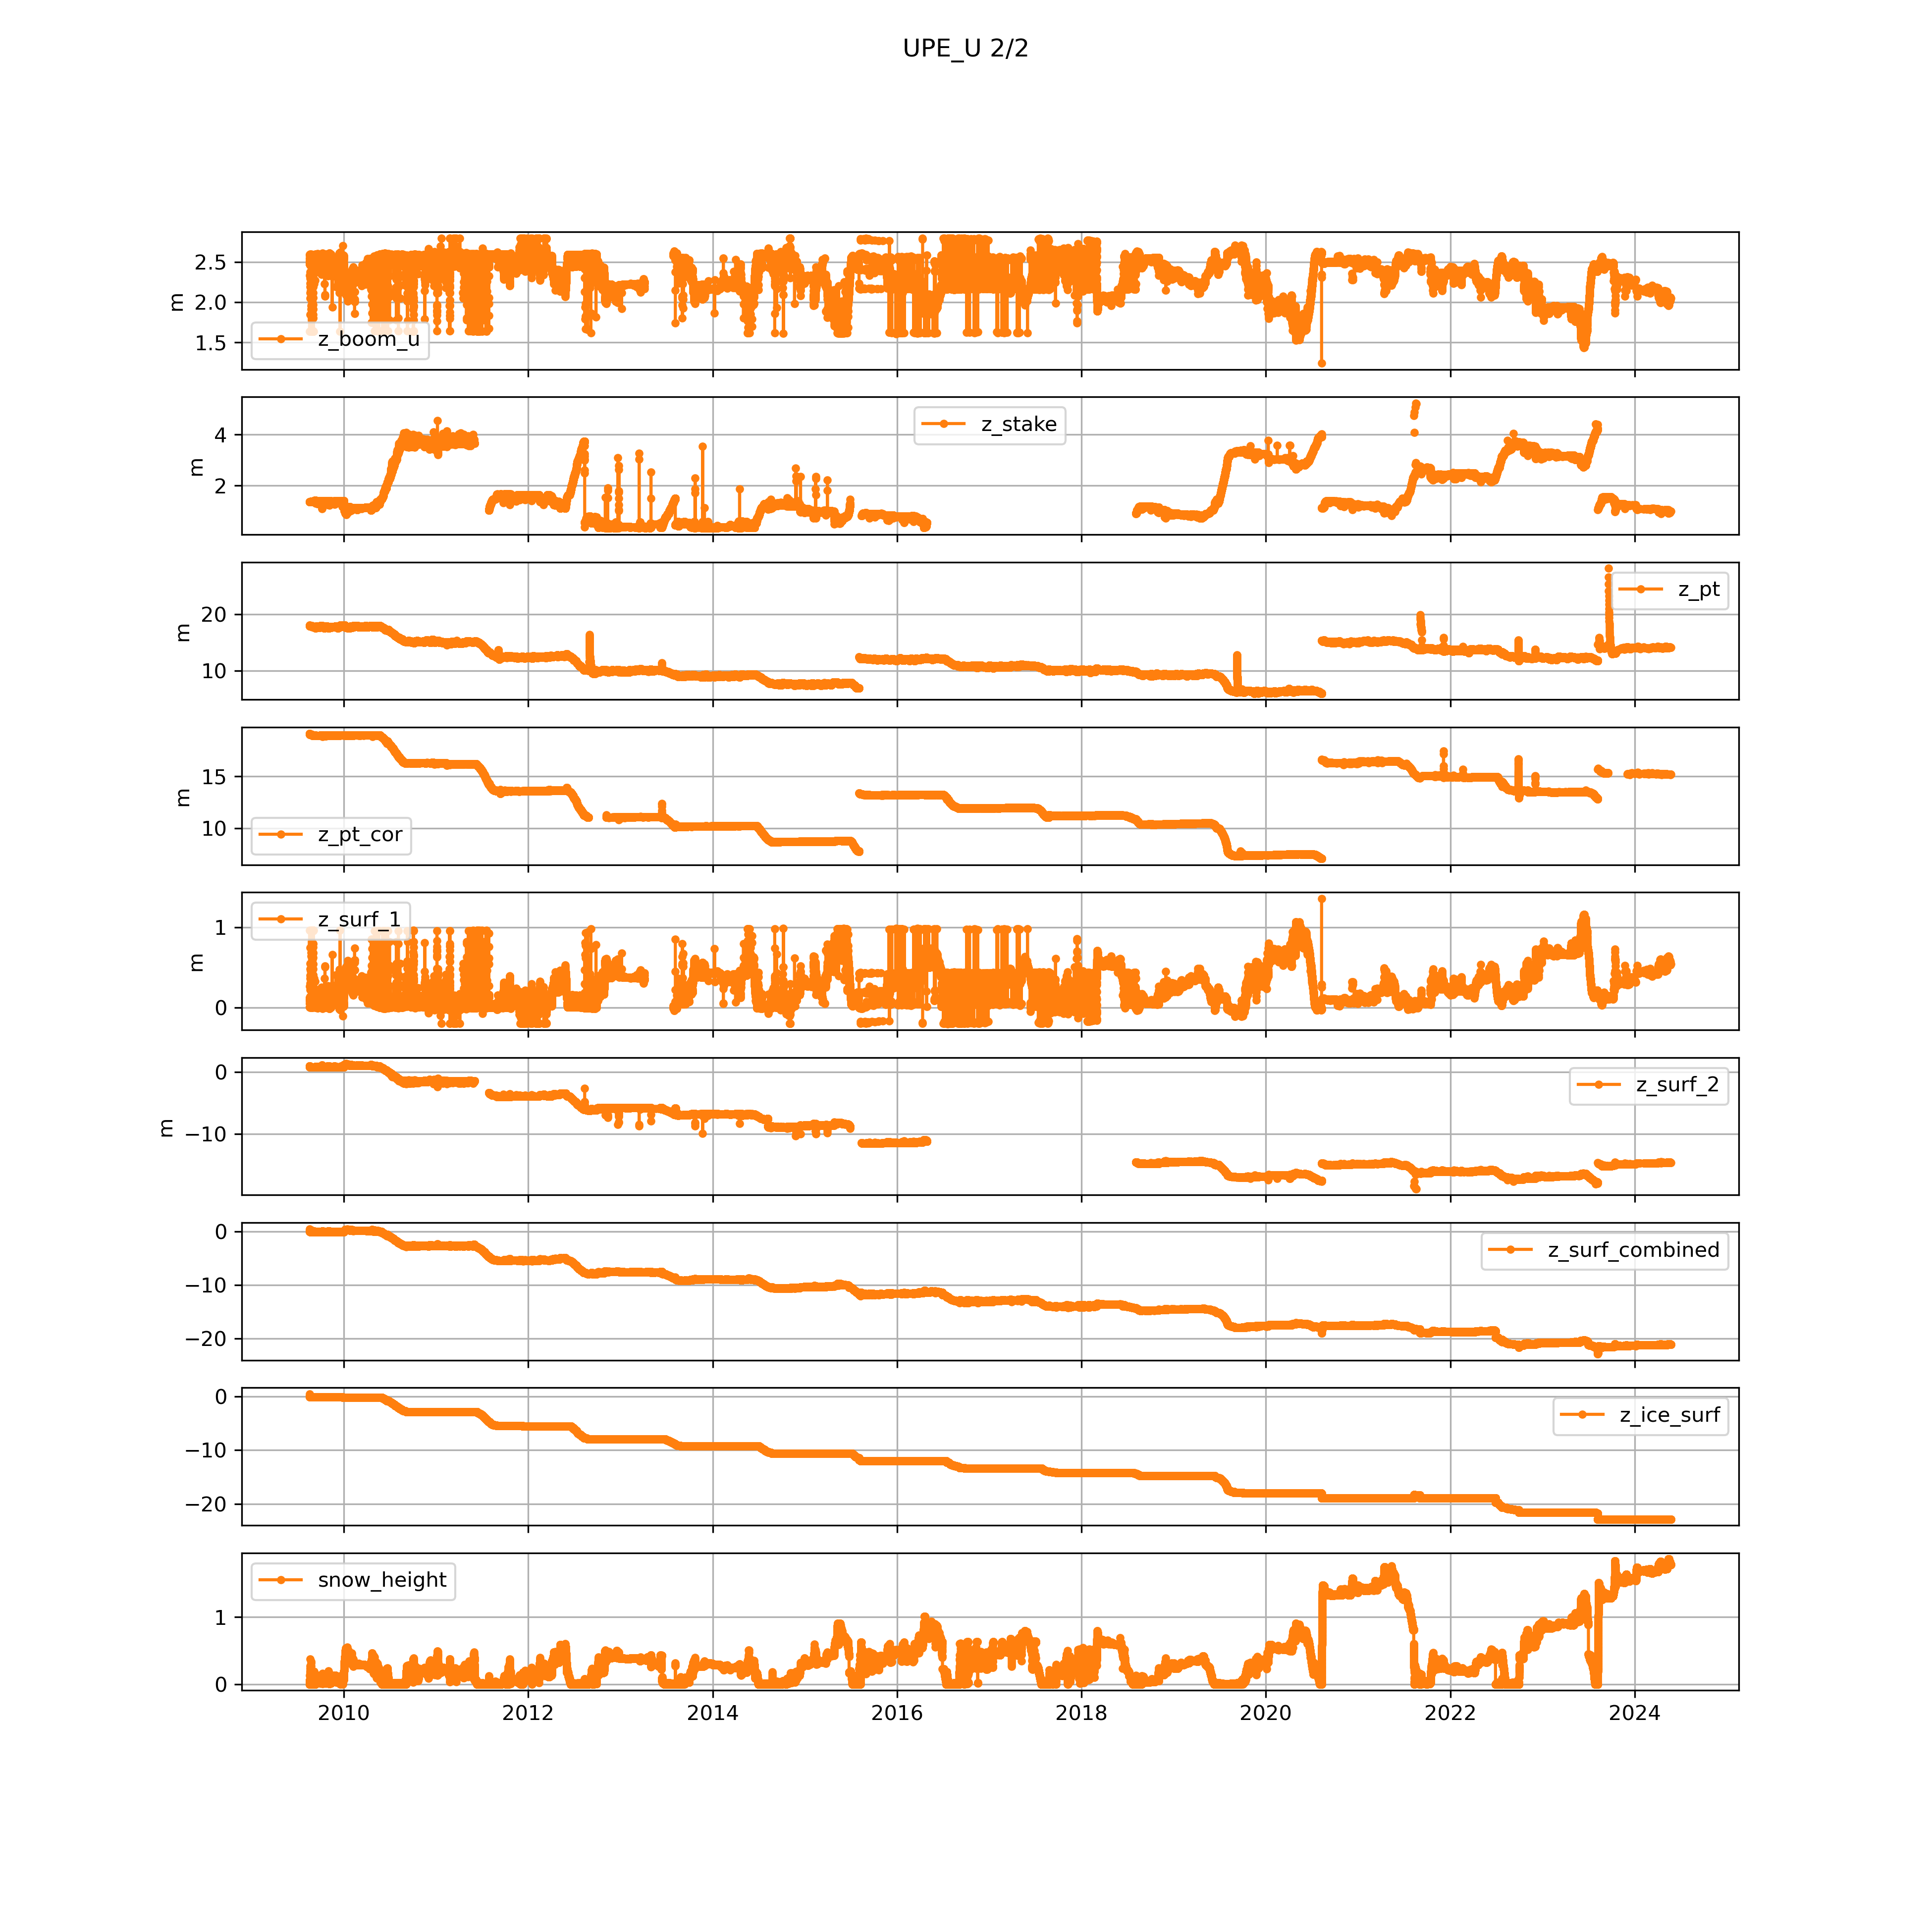 UPE_U 2/2
2.5
2.0
1.5
m
z_boom_u
4
2
m
z_stake
20
10
m
z_pt
15
10
m
z_pt_cor
1
0
m
z_surf_1
0
−10
m
z_surf_2
0
−10
−20
z_surf_combined
0
−10
−20
z_ice_surf
1
0
snow_height
2010 2012 2014 2016 2018 2020 2022 2024